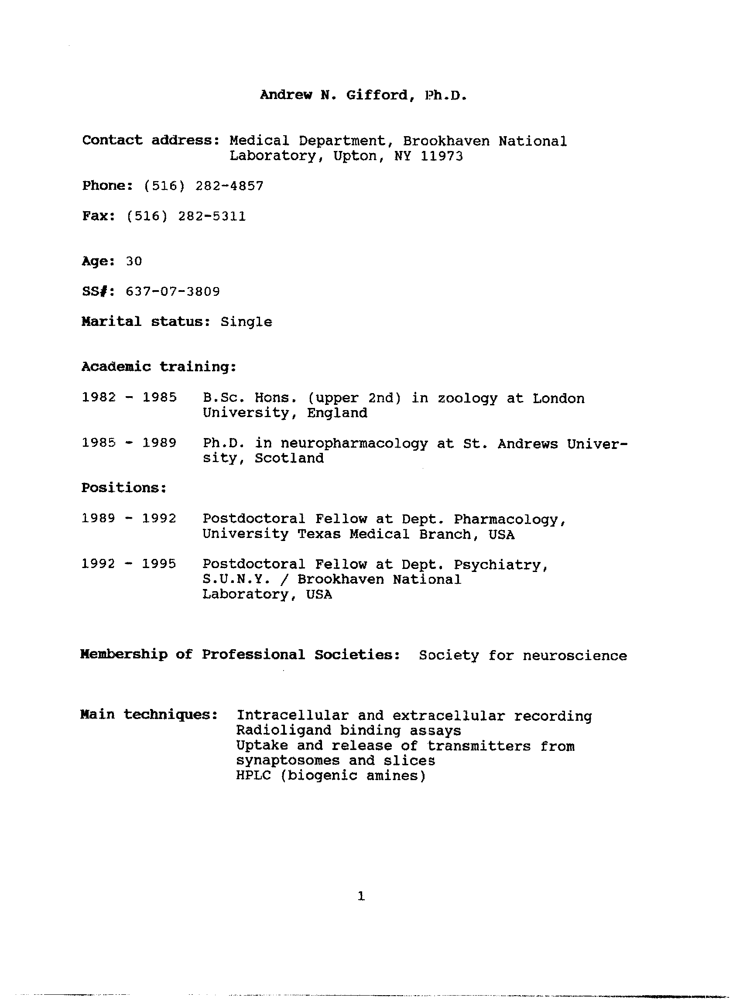 Andrew N. Gifford, Ph.D.
Contact address: Medical Department, Brookhaven National
Laboratory, Upton, NY 11973
Phone: (516) 282-4857
Fax: (516) 282-5311
Age: 30
SS#: 637-07-3809
Marital status: Single
Academic training:
1982 - 1985 B.Sc. Hons. (upper 2nd) in zoology at London
University, England
1985 - 1989 Ph.D. in neuropharmacology at St. Andrews Univer-
sity, Scotland
Positions:
1989 - 1992 Postdoctoral Fellow at Dept. Pharmacology,
University Texas Medical Branch, USA
1992 - 1995 Postdoctoral Fellow at Dept. Psychiatry,
S.U.N.Y. / Brookhaven National
Laboratory, USA
Membership of Professional Societies: Society for neuroscience
Main techniques: Intracellular and extracellular recording
Radioligand binding assays
Uptake and release of transmitters from
synaptosomes and slices
HPLC (biogenic amines)
1